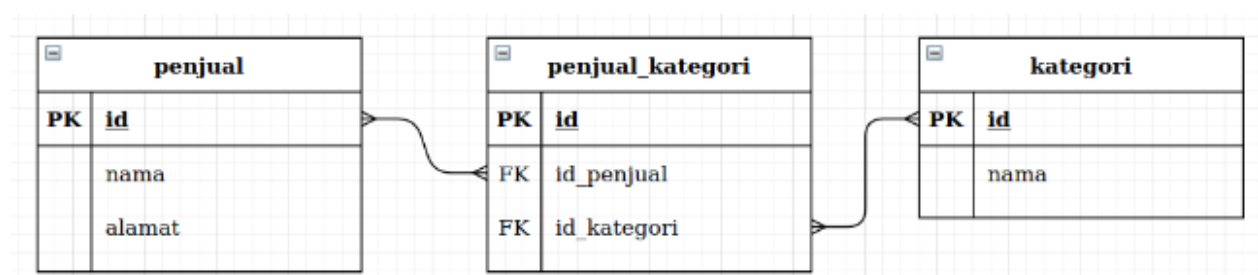 penjual
PK id
nama
alamat
penjual_kategori
PK id
FK id_penjual
FK id_kategori
kategori
PK id
nama